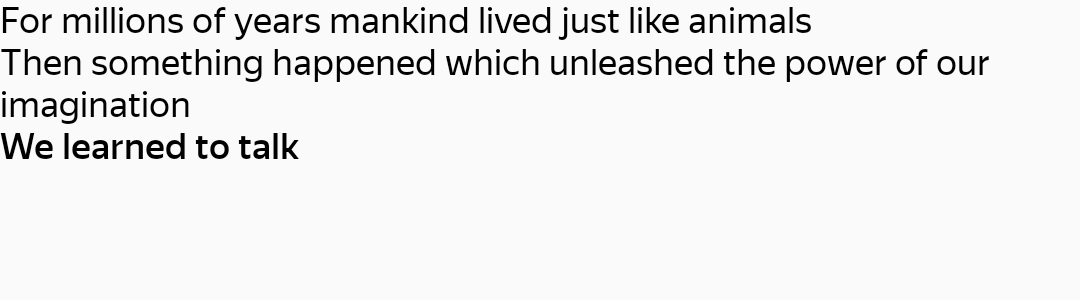 For millions of years mankind lived just like animals
Then something happened which unleashed the power of our
imagination
We learned to talk